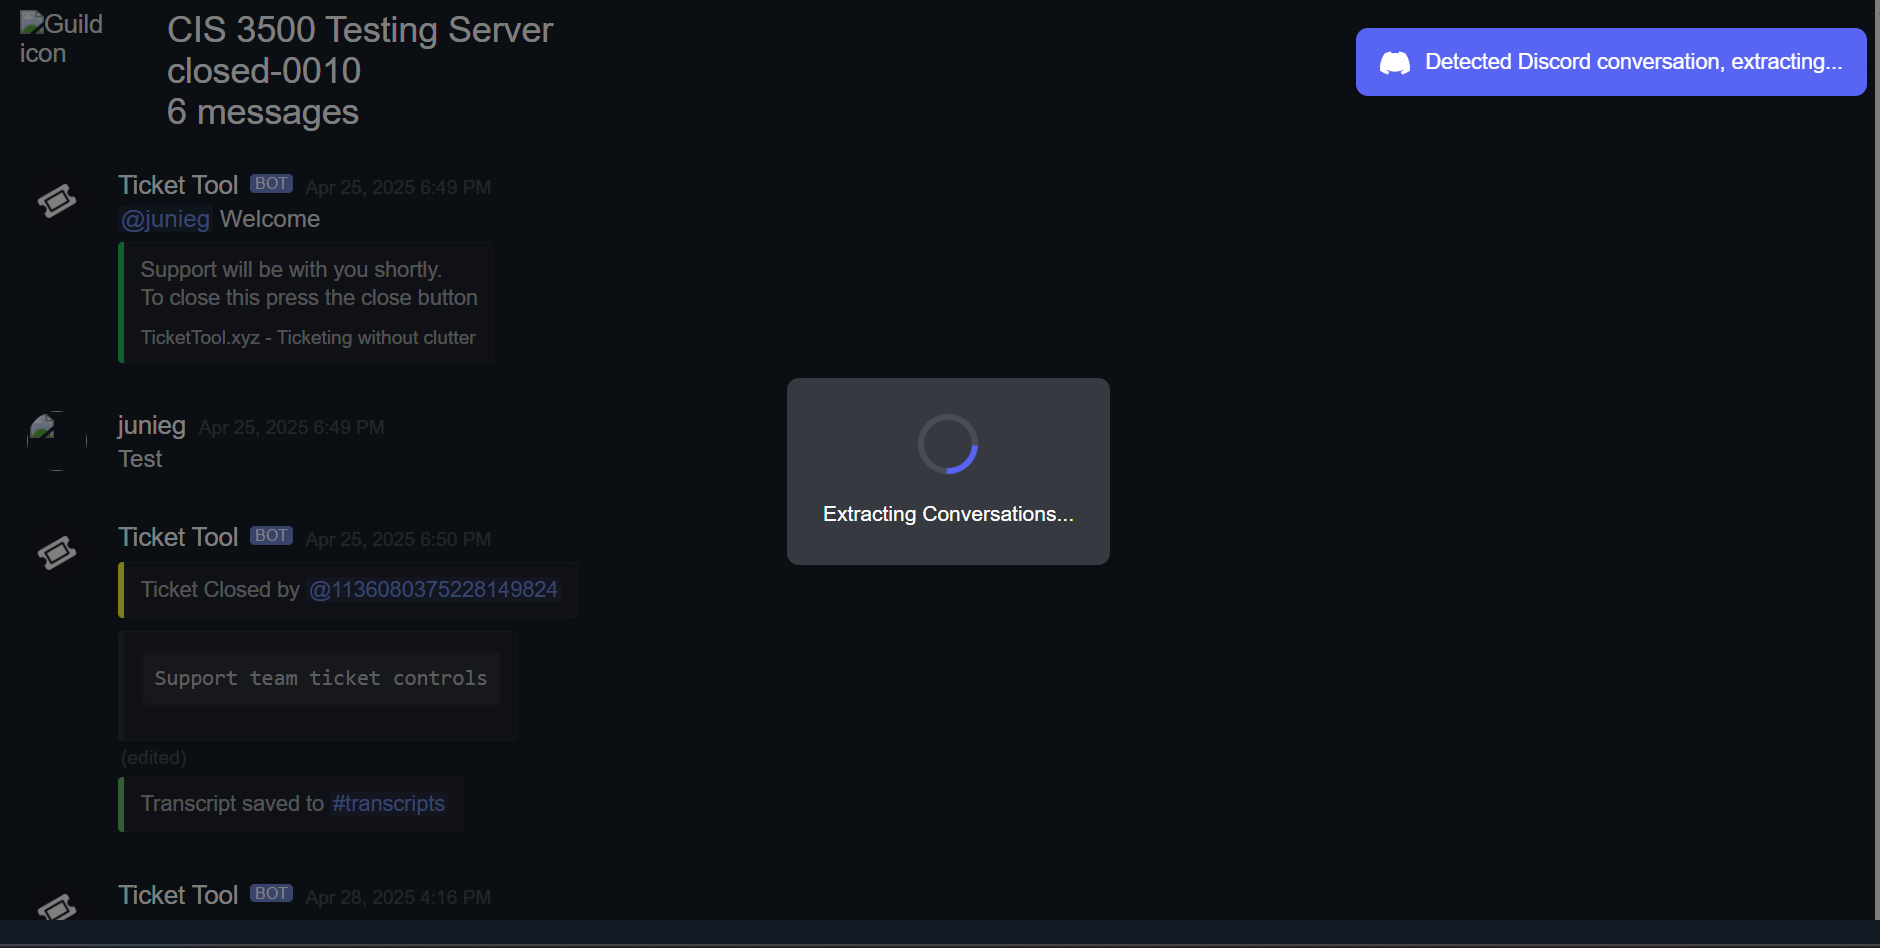 Guild
icon
CIS 3500 Testing Server
closed-0010
6 messages
Detected Discord conversation, extracting...
Ticket Tool BOT Apr 25, 2025 6:49 PM
@junieg Welcome
Support will be with you shortly.
To close this press the close button
TicketTool.xyz - Ticketing without clutter
junieg Apr 25, 2025 6:49 PM
Test
Extracting Conversations...
Ticket Tool BOT Apr 25, 2025 6:50 PM
Ticket Closed by @1136080375228149824
Support team ticket controls
(edited)
Transcript saved to #transcripts
Ticket Tool BOT Apr 28, 2025 4:16 PM